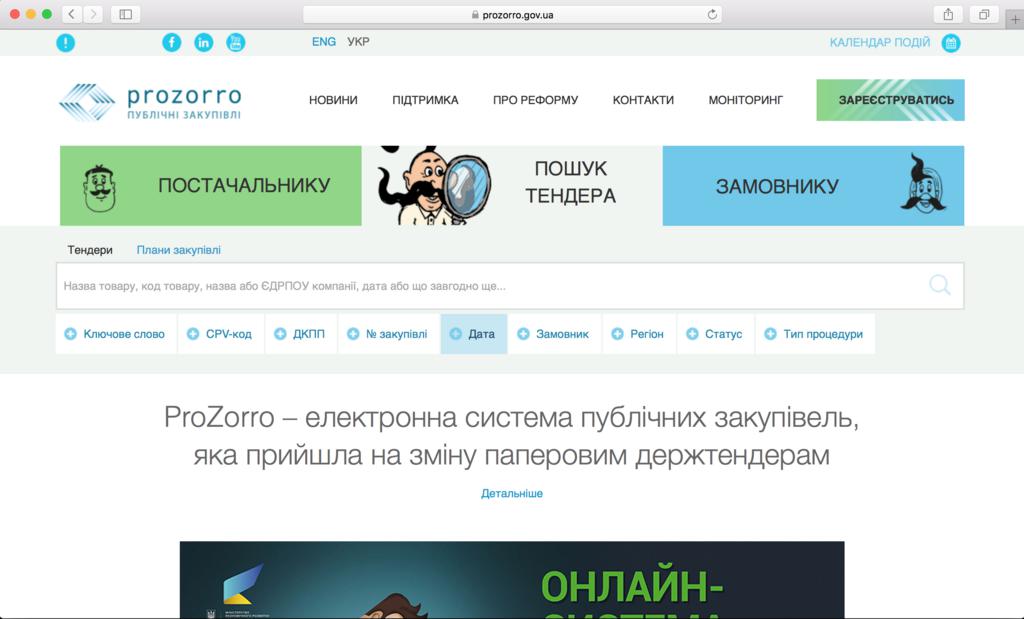 prozorro.gov.ua
ENG УКР
КАЛЕНДАР ПОДІЙ
prozorro
ПУБЛІЧНІ ЗАКУПІВЛІ
НОВИНИ ПІДТРИМКА ПРО РЕФОРМУ КОНТАКТИ МОНІТОРИНГ
ЗАРЕЄСТРУВАТИСЬ
ПОСТАЧАЛЬНИКУ
ПОШУК
ТЕНДЕРА
ЗАМОВНИКУ
Тендери Плани закупівлі
Назва товару, код товару, назва або ЄДРПОУ компанії, дата або що завгодно ще...
Ключове слово CPV-код ДКПП № закупівлі Дата Замовник Регіон Статус Тип процедури
ProZorro – електронна система публічних закупівель,
яка прийшла на зміну паперовим держтендерам
Детальніше
ОНЛАЙН-
СИСТЕМА